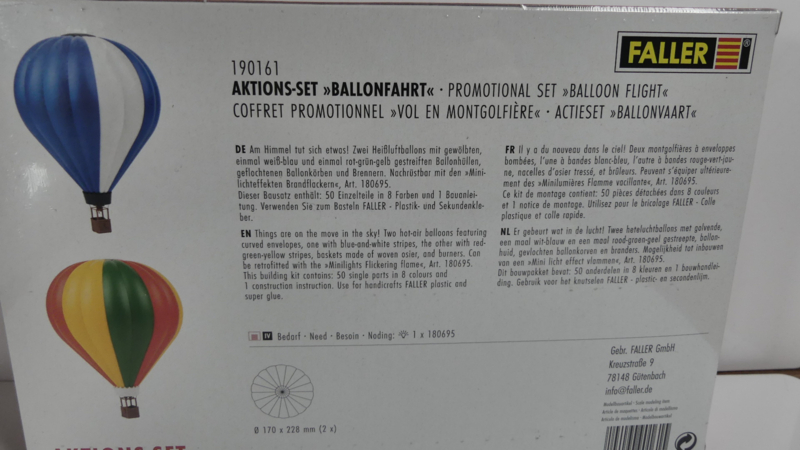 FALLER
190161
AKTIONS-SET »BALLONFAHRT« · PROMOTIONAL SET »BALLOON FLIGHT«
COFFRET PROMOTIONNEL »VOL EN MONTGOLFIÈRE« · ACTIESET »BALLONVAART«
DE Am Himmel tut sich etwas! Zwei Heißluftballons mit gewölbten,
einmal weiß-blau und einmal rot-grün-gelb gestreiften Ballonhüllen,
geflochtenen Ballonkörben und Brennern. Nachrüstbar mit den »Mini-
lichteffekten Brandflackern«, Art. 180695.
Dieser Bausatz enthält: 50 Einzelteile in 8 Farben und 1 Bauanlei-
tung. Verwenden Sie zum Basteln FALLER - Plastik- und Sekundenkle-
ber.
EN Things are on the move in the sky! Two hot-air balloons featuring
curved envelopes, one with blue-and-white stripes, the other with red-
green-yellow stripes, baskets made of woven osier, and burners. Can
be retrofitted with the »Minilights Flickering flame«, Art. 180695.
This building kit contains: 50 single parts in 8 colours and
1 construction instruction. Use for handicrafts FALLER plastic and
super glue.
FR Il y a du nouveau dans le ciel! Deux montgolfières à enveloppes
bombées, l'une à bandes blanc-bleu, l'autre à bandes rouge-vert-jau-
ne, nacelles d'osier tressé, et brûleurs. Peuvent s'équiper ultérieure-
ment des »Minilumières Flamme vacillante«, Art. 180695.
Ce kit de montage contient: 50 pièces détachées dans 8 couleurs
et 1 notice de montage. Utilisez pour le bricolage FALLER - Colle
plastique et colle rapide.
NL Er gebeurt wat in de lucht! Twee heteluchtballons met golvende,
een maal wit-blauw en een maal rood-groen-geel gestreepte, ballon-
huid, gevlochten ballonkorven en branders. Mogelijkheid tot inbouwen
van een »Mini licht effect vlammen«, Art. 180695.
Dit bouwpakket bevat: 50 onderdelen in 8 kleuren en 1 bouwhandlei-
ding. Gebruik voor het knutselen FALLER - plastic- en secondenlijm.
IV Bedarf · Need · Besoin · Nodig: 1 x 180695
Ø 170 x 228 mm (2 x)
Gebr. FALLER GmbH
Kreuzstraße 9
78148 Gütenbach
info@faller.de
AKTIONS-SET